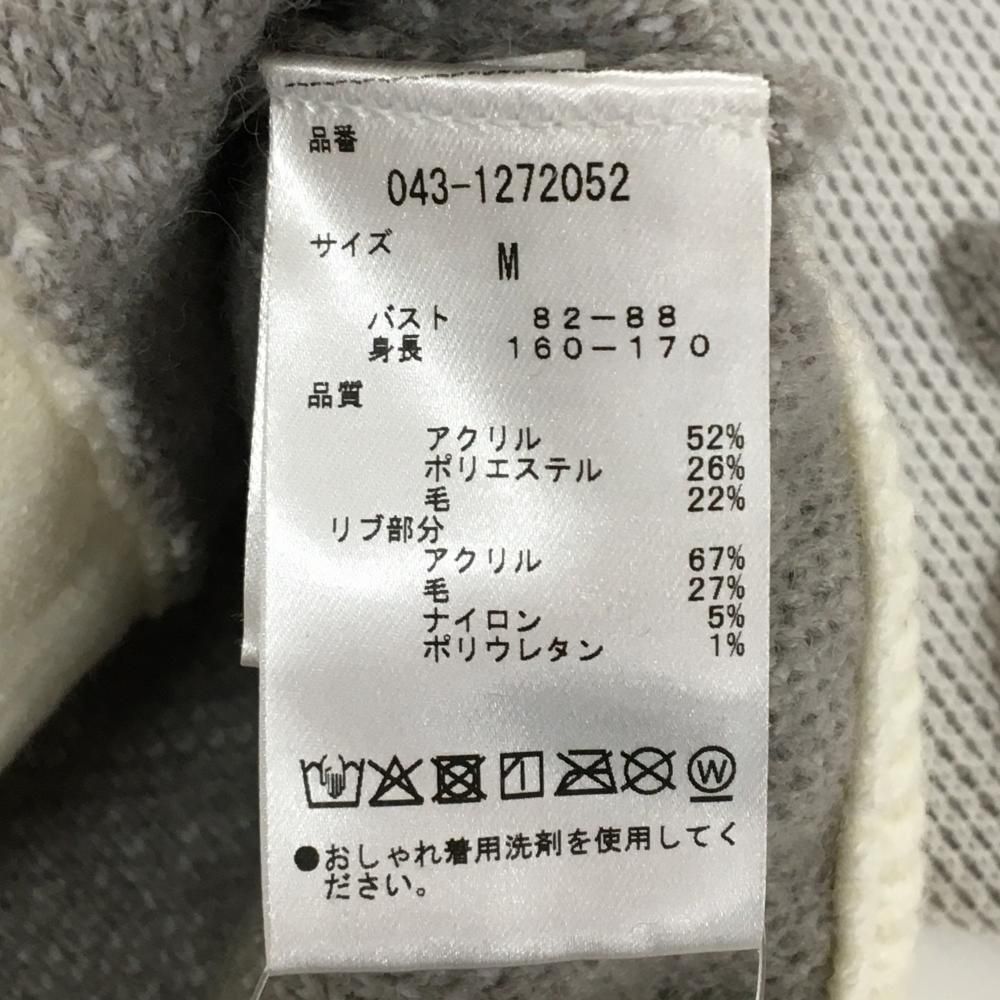 品番
043-1272052
サイズ
M
バスト 82-88
身長 160-170
品質
アクリル 52%
ポリエステル 26%
毛 22%
リブ部分
アクリル 67%
毛 27%
ナイロン 5%
ポリウレタン 1%
W
●おしゃれ着用洗剤を使用してく
ださい。